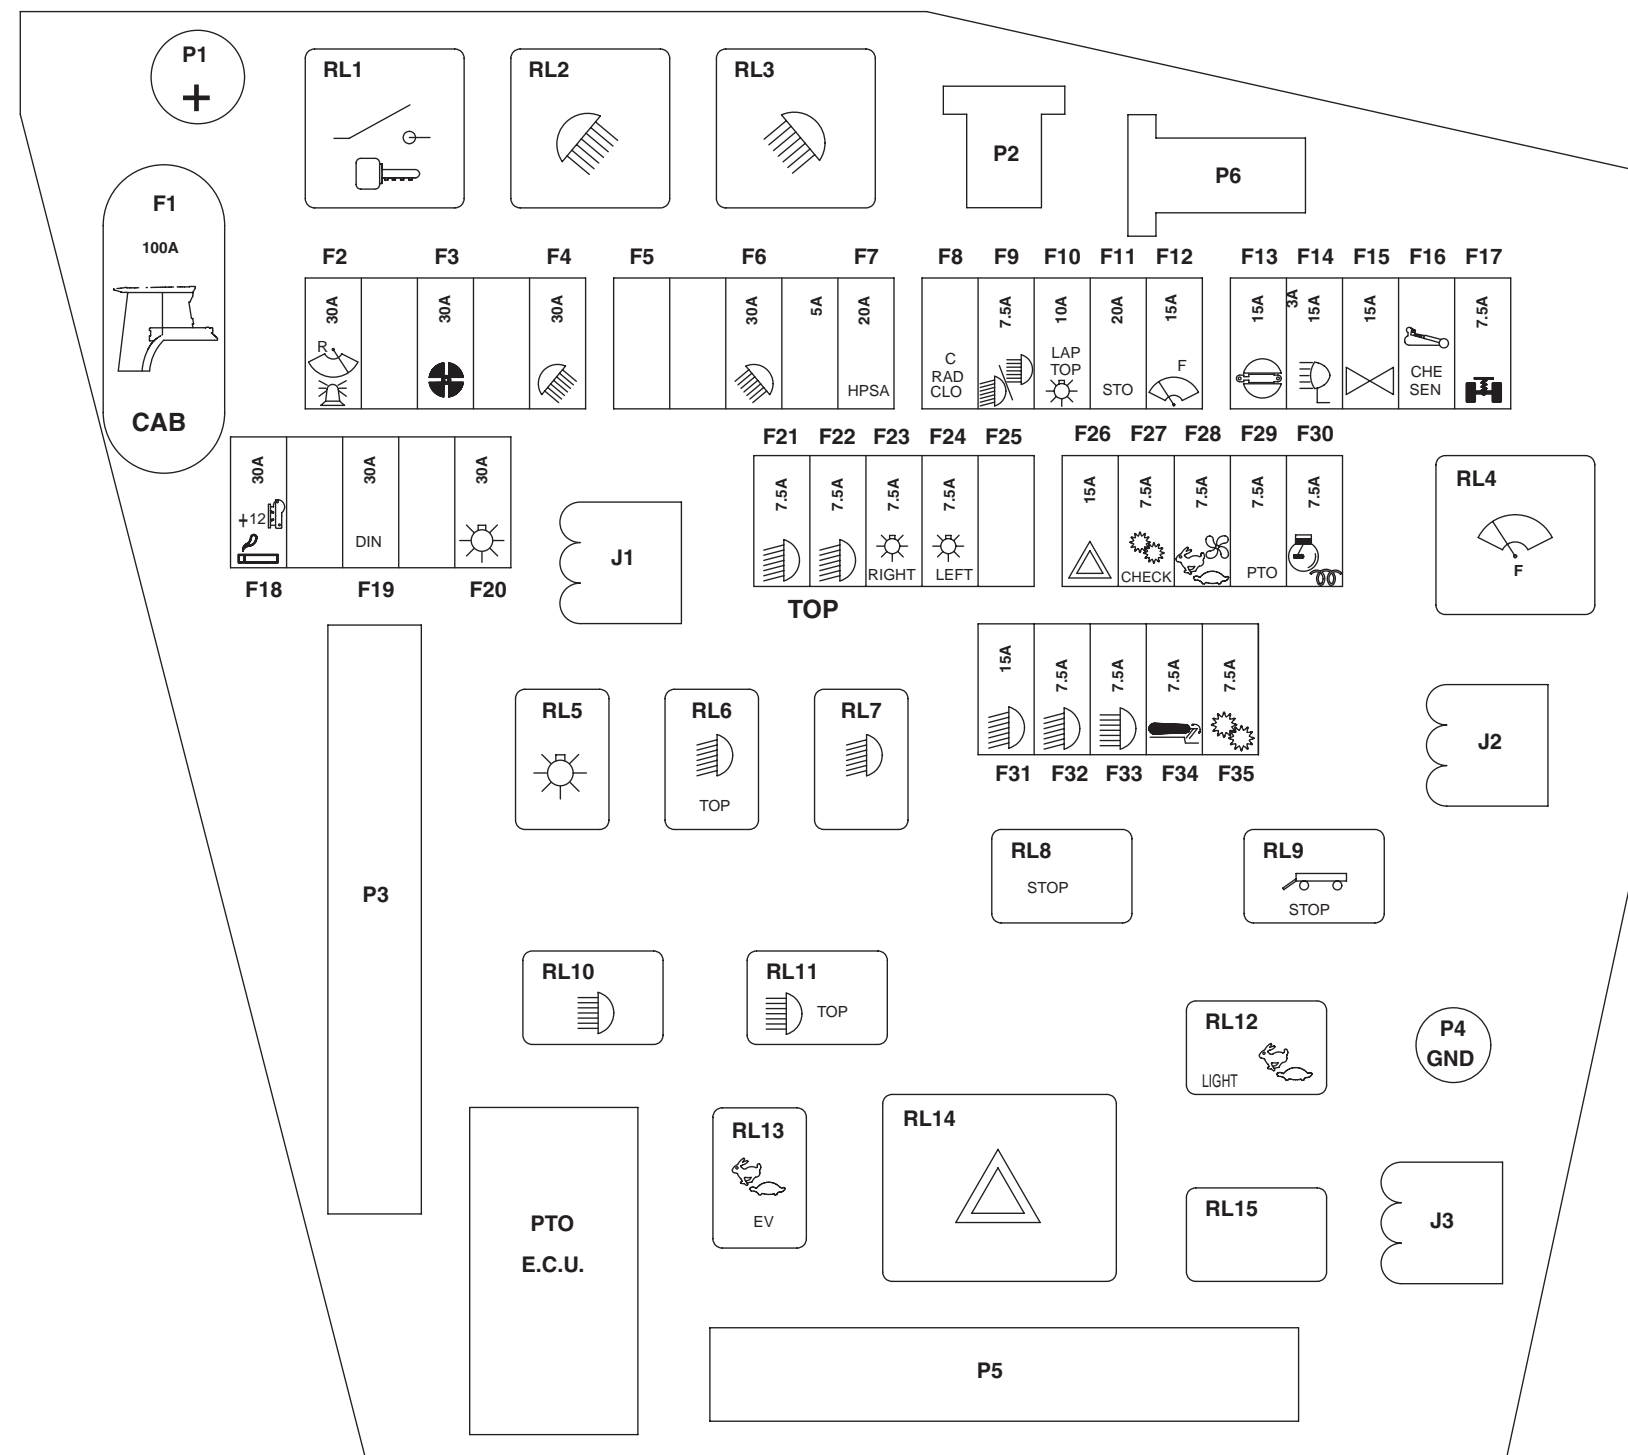 P1
+
RL1
RL2
RL3
P2
P6
F1
100A
CAB
F2
F3
F4
F5
F6
F7
F8
F9
F10
F11
F12
F13
F14
F15
F16
F17
30A
R
30A
30A
30A
5A
20A
HPSA
C
RAD
CLO
7.5A
10A
LAP
TOP
20A
STO
15A
F
15A
3A
15A
15A
CHE
SEN
7.5A
30A
+12
30A
DIN
30A
F18
F19
F20
J1
F21
F22
F23
F24
F25
7.5A
7.5A
7.5A
RIGHT
7.5A
LEFT
TOP
F26
F27
F28
F29
F30
15A
7.5A
CHECK
7.5A
7.5A
PTO
7.5A
RL4
F
15A
7.5A
7.5A
7.5A
7.5A
F31
F32
F33
F34
F35
RL5
RL6
TOP
RL7
J2
P3
RL8
STOP
RL9
STOP
RL10
RL11
TOP
RL12
LIGHT
P4
GND
PTO
E.C.U.
RL13
EV
RL14
RL15
J3
P5